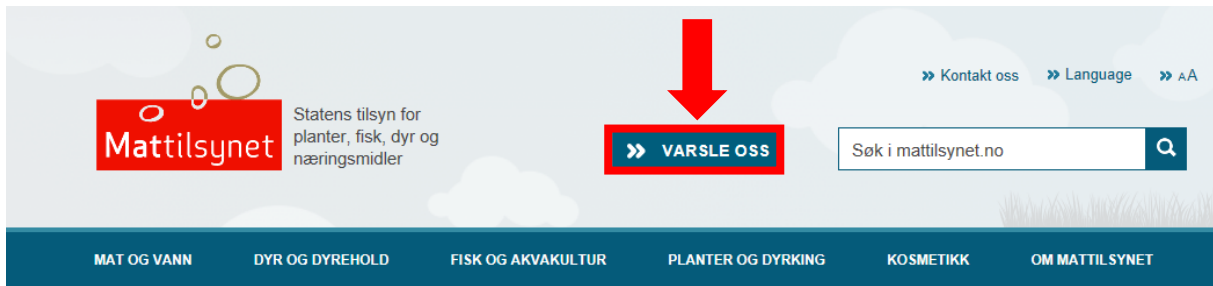 » Kontakt oss » Language » AA
Mattilsynet
Statens tilsyn for
planter, fisk, dyr og
næringsmidler
» VARSLE OSS
Søk i mattilsynet.no
MAT OG VANN DYR OG DYREHOLD FISK OG AKVAKULTUR PLANTER OG DYRKING KOSMETIKK OM MATTILSYNET